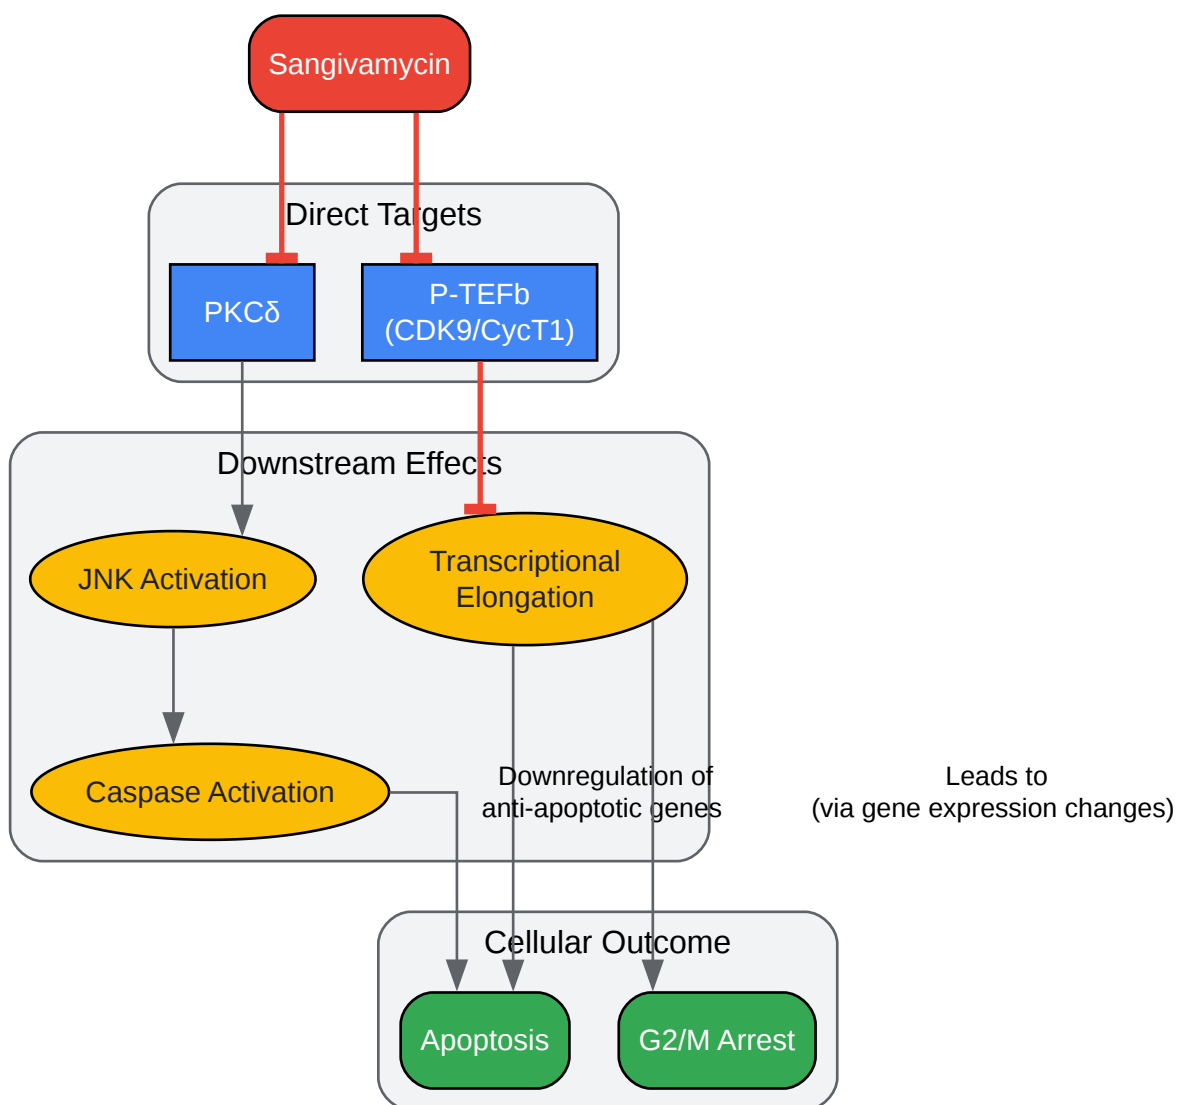 Sangivamycin
Direct Targets
PKCδ
P-TEFb
(CDK9/CycT1)
Downstream Effects
JNK Activation
Transcriptional
Elongation
Caspase Activation
Downregulation of
anti-apoptotic genes
Leads to
(via gene expression changes)
Cellular Outcome
Apoptosis
G2/M Arrest